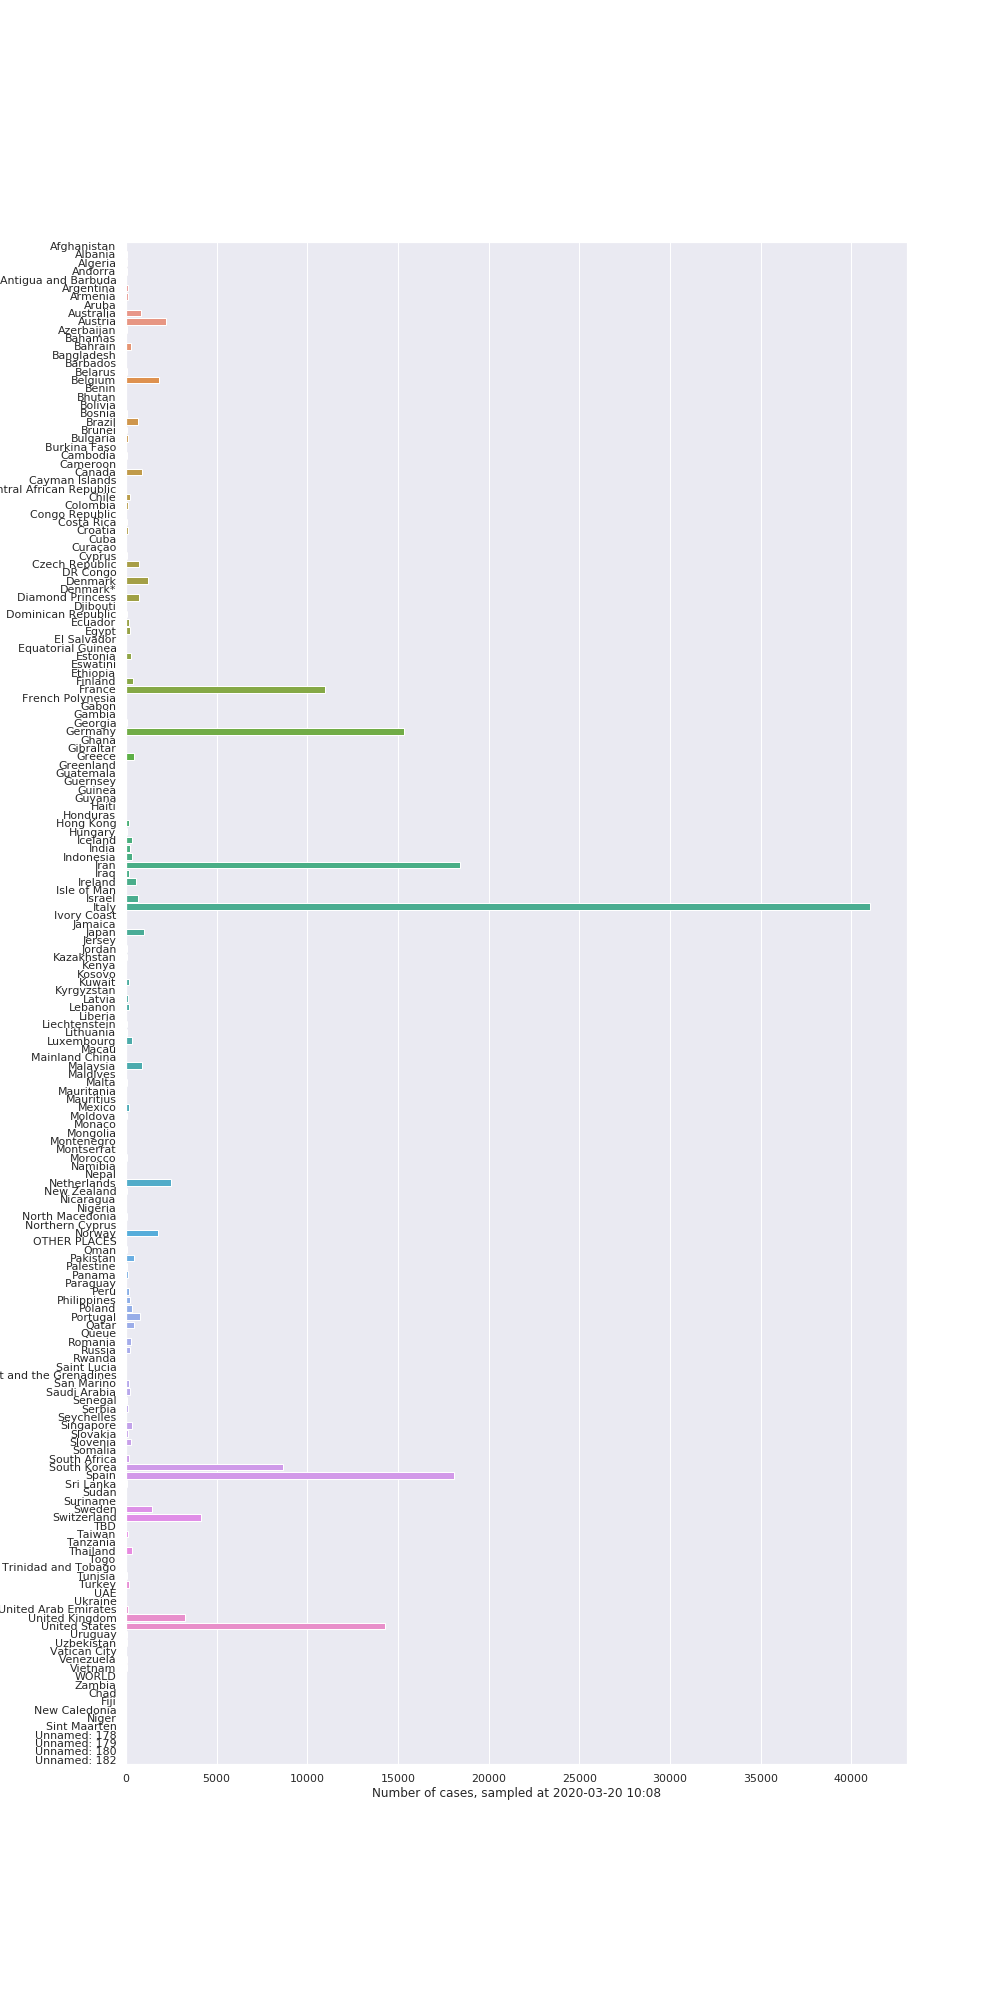 Afghanistan
Albania
Algeria
Andorra
Antigua and Barbuda
Argentina
Armenia
Aruba
Australia
Austria
Azerbaijan
Bahamas
Bahrain
Bangladesh
Barbados
Belarus
Belgium
Benin
Bhutan
Bolivia
Bosnia
Brazil
Brunei
Bulgaria
Burkina Faso
Cambodia
Cameroon
Canada
Cayman Islands
ntral African Republic
Chile
Colombia
Congo Republic
Costa Rica
Croatia
Cuba
Curaçao
Cyprus
Czech Republic
DR Congo
Denmark
Denmark*
Diamond Princess
Djibouti
Dominican Republic
Ecuador
Egypt
El Salvador
Equatorial Guinea
Estonia
Eswatini
Ethiopia
Finland
France
French Polynesia
Gabon
Gambia
Georgia
Germany
Ghana
Gibraltar
Greece
Greenland
Guatemala
Guernsey
Guinea
Guyana
Haiti
Honduras
Hong Kong
Hungary
Iceland
India
Indonesia
Iran
Iraq
Ireland
Isle of Man
Israel
Italy
Ivory Coast
Jamaica
Japan
Jersey
Jordan
Kazakhstan
Kenya
Kosovo
Kuwait
Kyrgyzstan
Latvia
Lebanon
Liberia
Liechtenstein
Lithuania
Luxembourg
Macau
Mainland China
Malaysia
Maldives
Malta
Mauritania
Mauritius
Mexico
Moldova
Monaco
Mongolia
Montenegro
Montserrat
Morocco
Namibia
Nepal
Netherlands
New Zealand
Nicaragua
Nigeria
North Macedonia
Northern Cyprus
Norway
OTHER PLACES
Oman
Pakistan
Palestine
Panama
Paraguay
Peru
Philippines
Poland
Portugal
Qatar
Queue
Romania
Russia
Rwanda
Saint Lucia
t and the Grenadines
San Marino
Saudi Arabia
Senegal
Serbia
Seychelles
Singapore
Slovakia
Slovenia
Somalia
South Africa
South Korea
Spain
Sri Lanka
Sudan
Suriname
Sweden
Switzerland
TBD
Taiwan
Tanzania
Thailand
Togo
Trinidad and Tobago
Tunisia
Turkey
UAE
Ukraine
United Arab Emirates
United Kingdom
United States
Uruguay
Uzbekistan
Vatican City
Venezuela
Vietnam
WORLD
Zambia
Chad
Fiji
New Caledonia
Niger
Sint Maarten
Unnamed: 178
Unnamed: 179
Unnamed: 180
Unnamed: 182
0 5000 10000 15000 20000 25000 30000 35000 40000
Number of cases, sampled at 2020-03-20 10:08